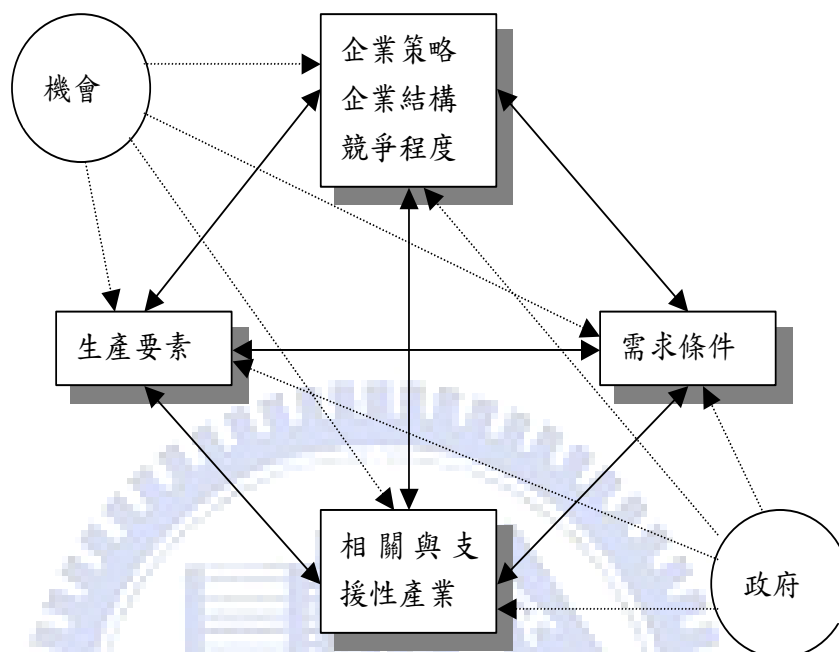 機會
企業策略
企業結構
競爭程度
生產要素
需求條件
相關與支
援性產業
政府